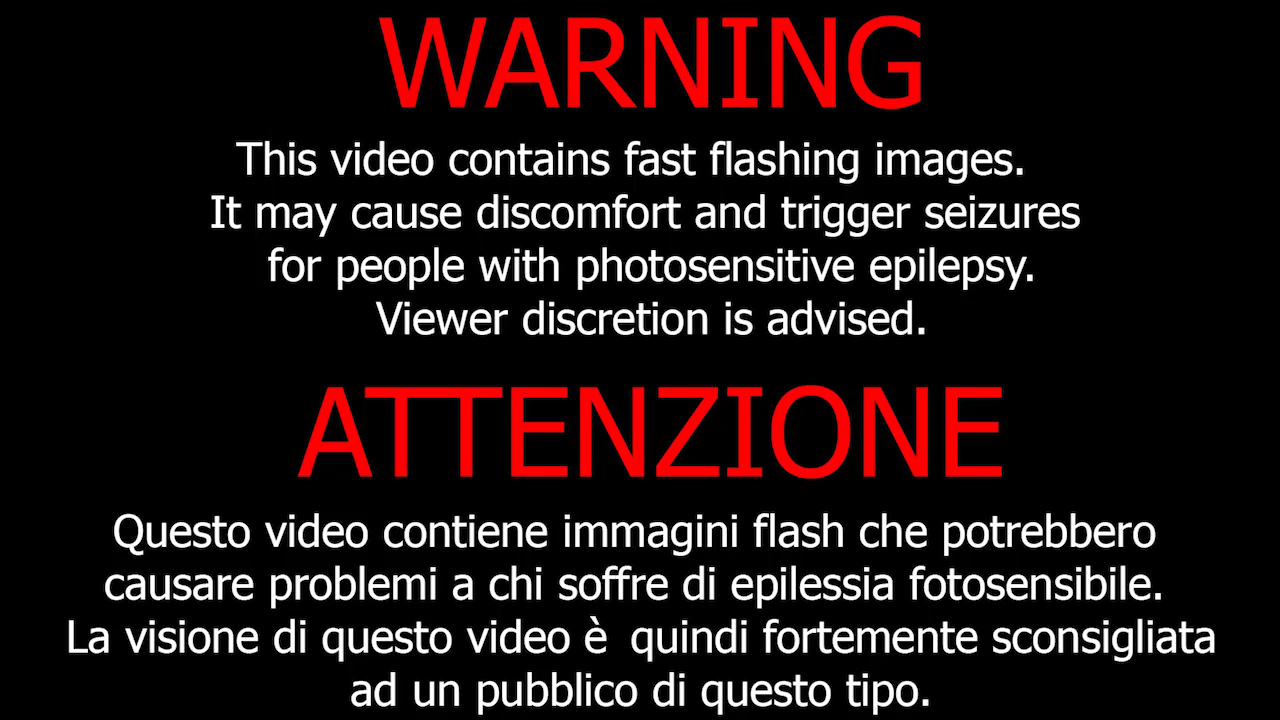 WARNING
This video contains fast flashing images.
It may cause discomfort and trigger seizures
for people with photosensitive epilepsy.
Viewer discretion is advised.
ATTENZIONE
Questo video contiene immagini flash che potrebbero
causare problemi a chi soffre di epilessia fotosensibile.
La visione di questo video è quindi fortemente sconsigliata
ad un pubblico di questo tipo.